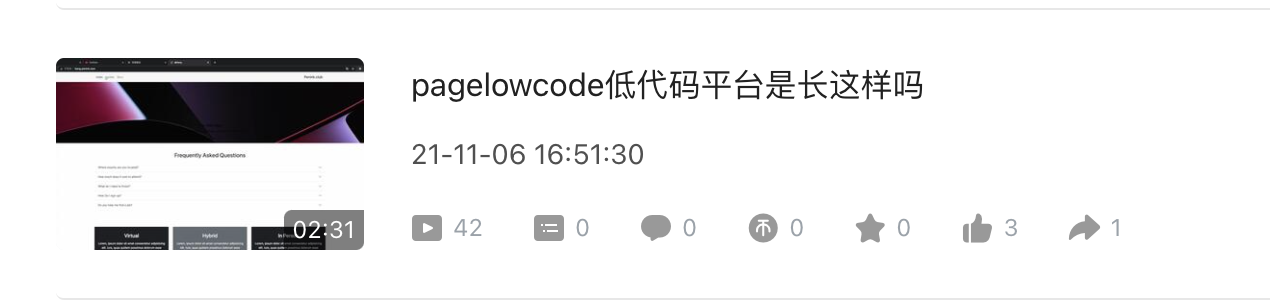 pagelowcode低代码平台是长这样吗
21-11-06 16:51:30
Frequently Asked Questions
Virtual
Hybrid
02:31
42 0 0 0 0 3 1